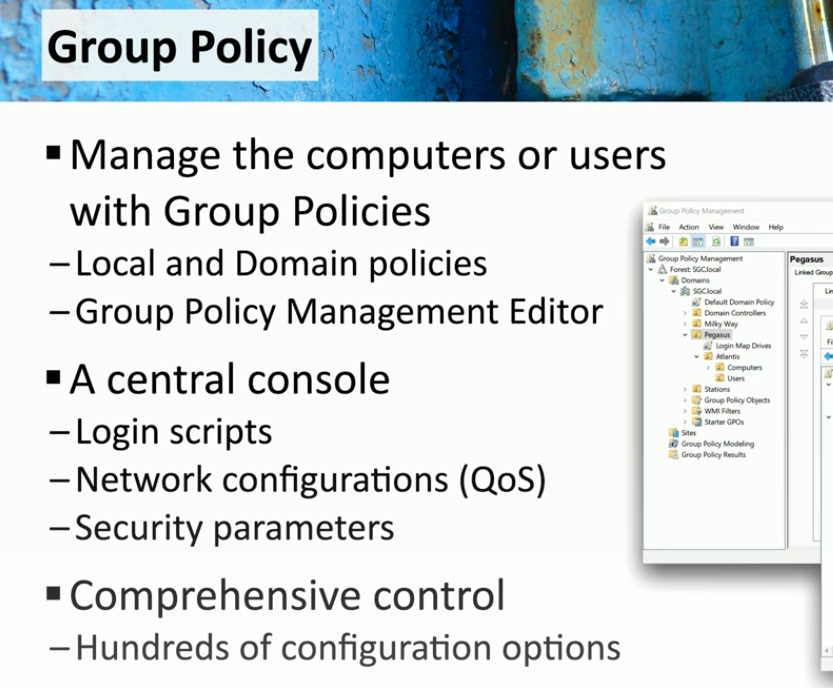 Group Policy
▪ Manage the computers or users
with Group Policies
– Local and Domain policies
– Group Policy Management Editor
▪ A central console
– Login scripts
– Network configurations (QoS)
– Security parameters
▪ Comprehensive control
– Hundreds of configuration options
Group Policy Management
File Action View Window Help
Group Policy Management
Forest: SGC.local
Domains
SGC.local
Default Domain Policy
Domain Controllers
Milky Way
Pegasus
Login Map Drives
Atlantis
Computers
Users
Stations
Group Policy Objects
WMI Filters
Starter GPOs
Sites
Group Policy Modeling
Group Policy Results
Pegasus
Linked Group